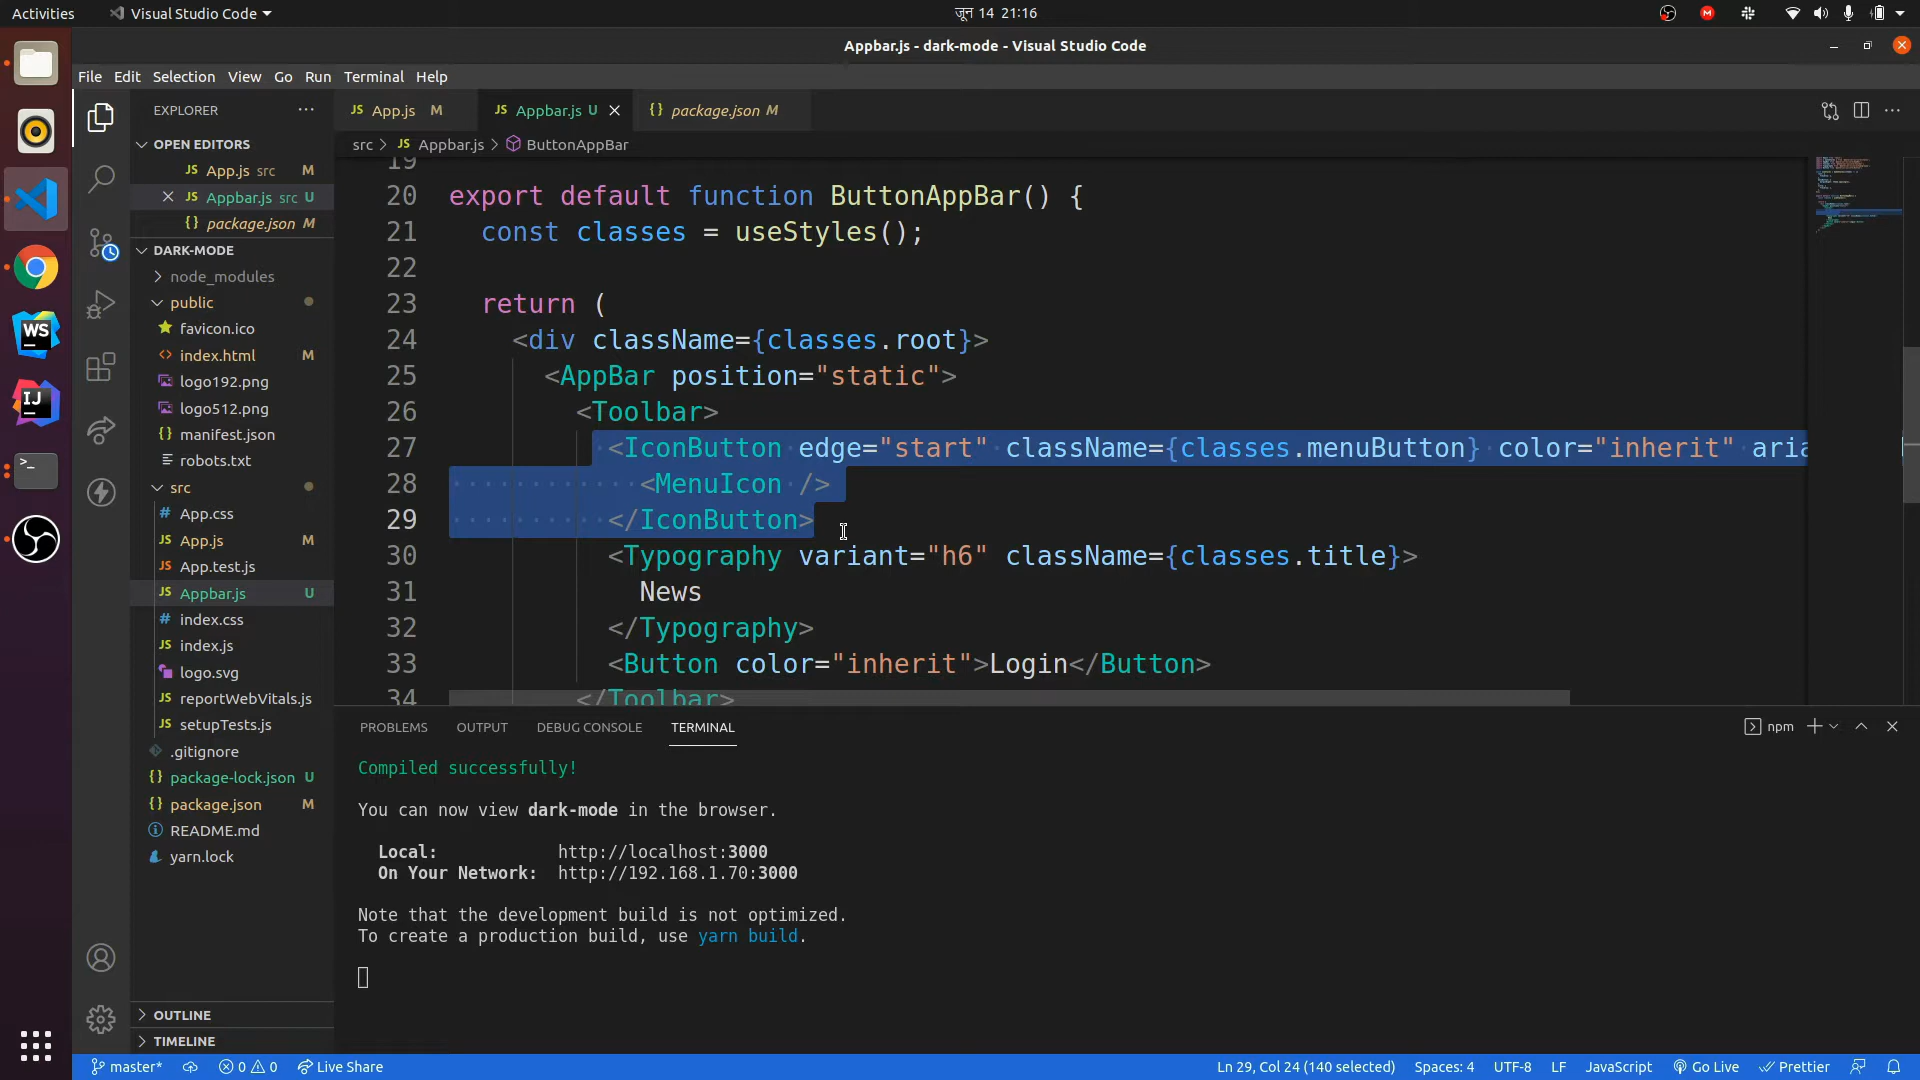 Activities
Visual Studio Code
जून 14 21:16
Appbar.js - dark-mode - Visual Studio Code
File Edit Selection View Go Run Terminal Help
EXPLORER
OPEN EDITORS
App.js src M
Appbar.js src U
package.json M
DARK-MODE
node_modules
public
favicon.ico
index.html M
logo192.png
logo512.png
manifest.json
robots.txt
src
App.css
App.js M
App.test.js
Appbar.js U
index.css
index.js
logo.svg
reportWebVitals.js
setupTests.js
.gitignore
package-lock.json U
package.json M
README.md
yarn.lock
OUTLINE
TIMELINE
App.js M
Appbar.js U
package.json M
src > Appbar.js > ButtonAppBar
19
20 export default function ButtonAppBar() {
21 const classes = useStyles();
22
23 return (
24 <div className={classes.root}>
25 <AppBar position="static">
26 <Toolbar>
27 <IconButton edge="start" className={classes.menuButton} color="inherit" aria
28 <MenuIcon />
29 </IconButton>
30 <Typography variant="h6" className={classes.title}>
31 News
32 </Typography>
33 <Button color="inherit">Login</Button>
34 </Toolbar>
PROBLEMS OUTPUT DEBUG CONSOLE TERMINAL
npm
Compiled successfully!
You can now view dark-mode in the browser.
Local: http://localhost:3000
On Your Network: http://192.168.1.70:3000
Note that the development build is not optimized.
To create a production build, use yarn build.
master* 0 0 Live Share
Ln 29, Col 24 (140 selected) Spaces: 4 UTF-8 LF JavaScript Go Live Prettier